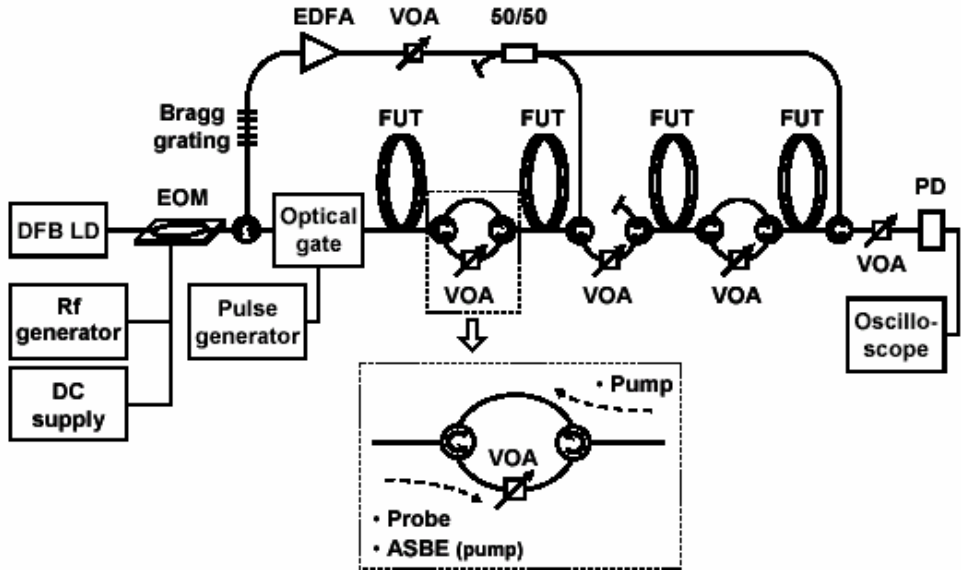 EDFA
VOA
50/50
Bragg
grating
FUT
FUT
FUT
FUT
EOM
PD
DFB LD
Optical
gate
VOA
VOA
VOA
VOA
Rf
generator
Pulse
generator
Oscillo-
scope
DC
supply
• Pump
VOA
• Probe
• ASBE (pump)